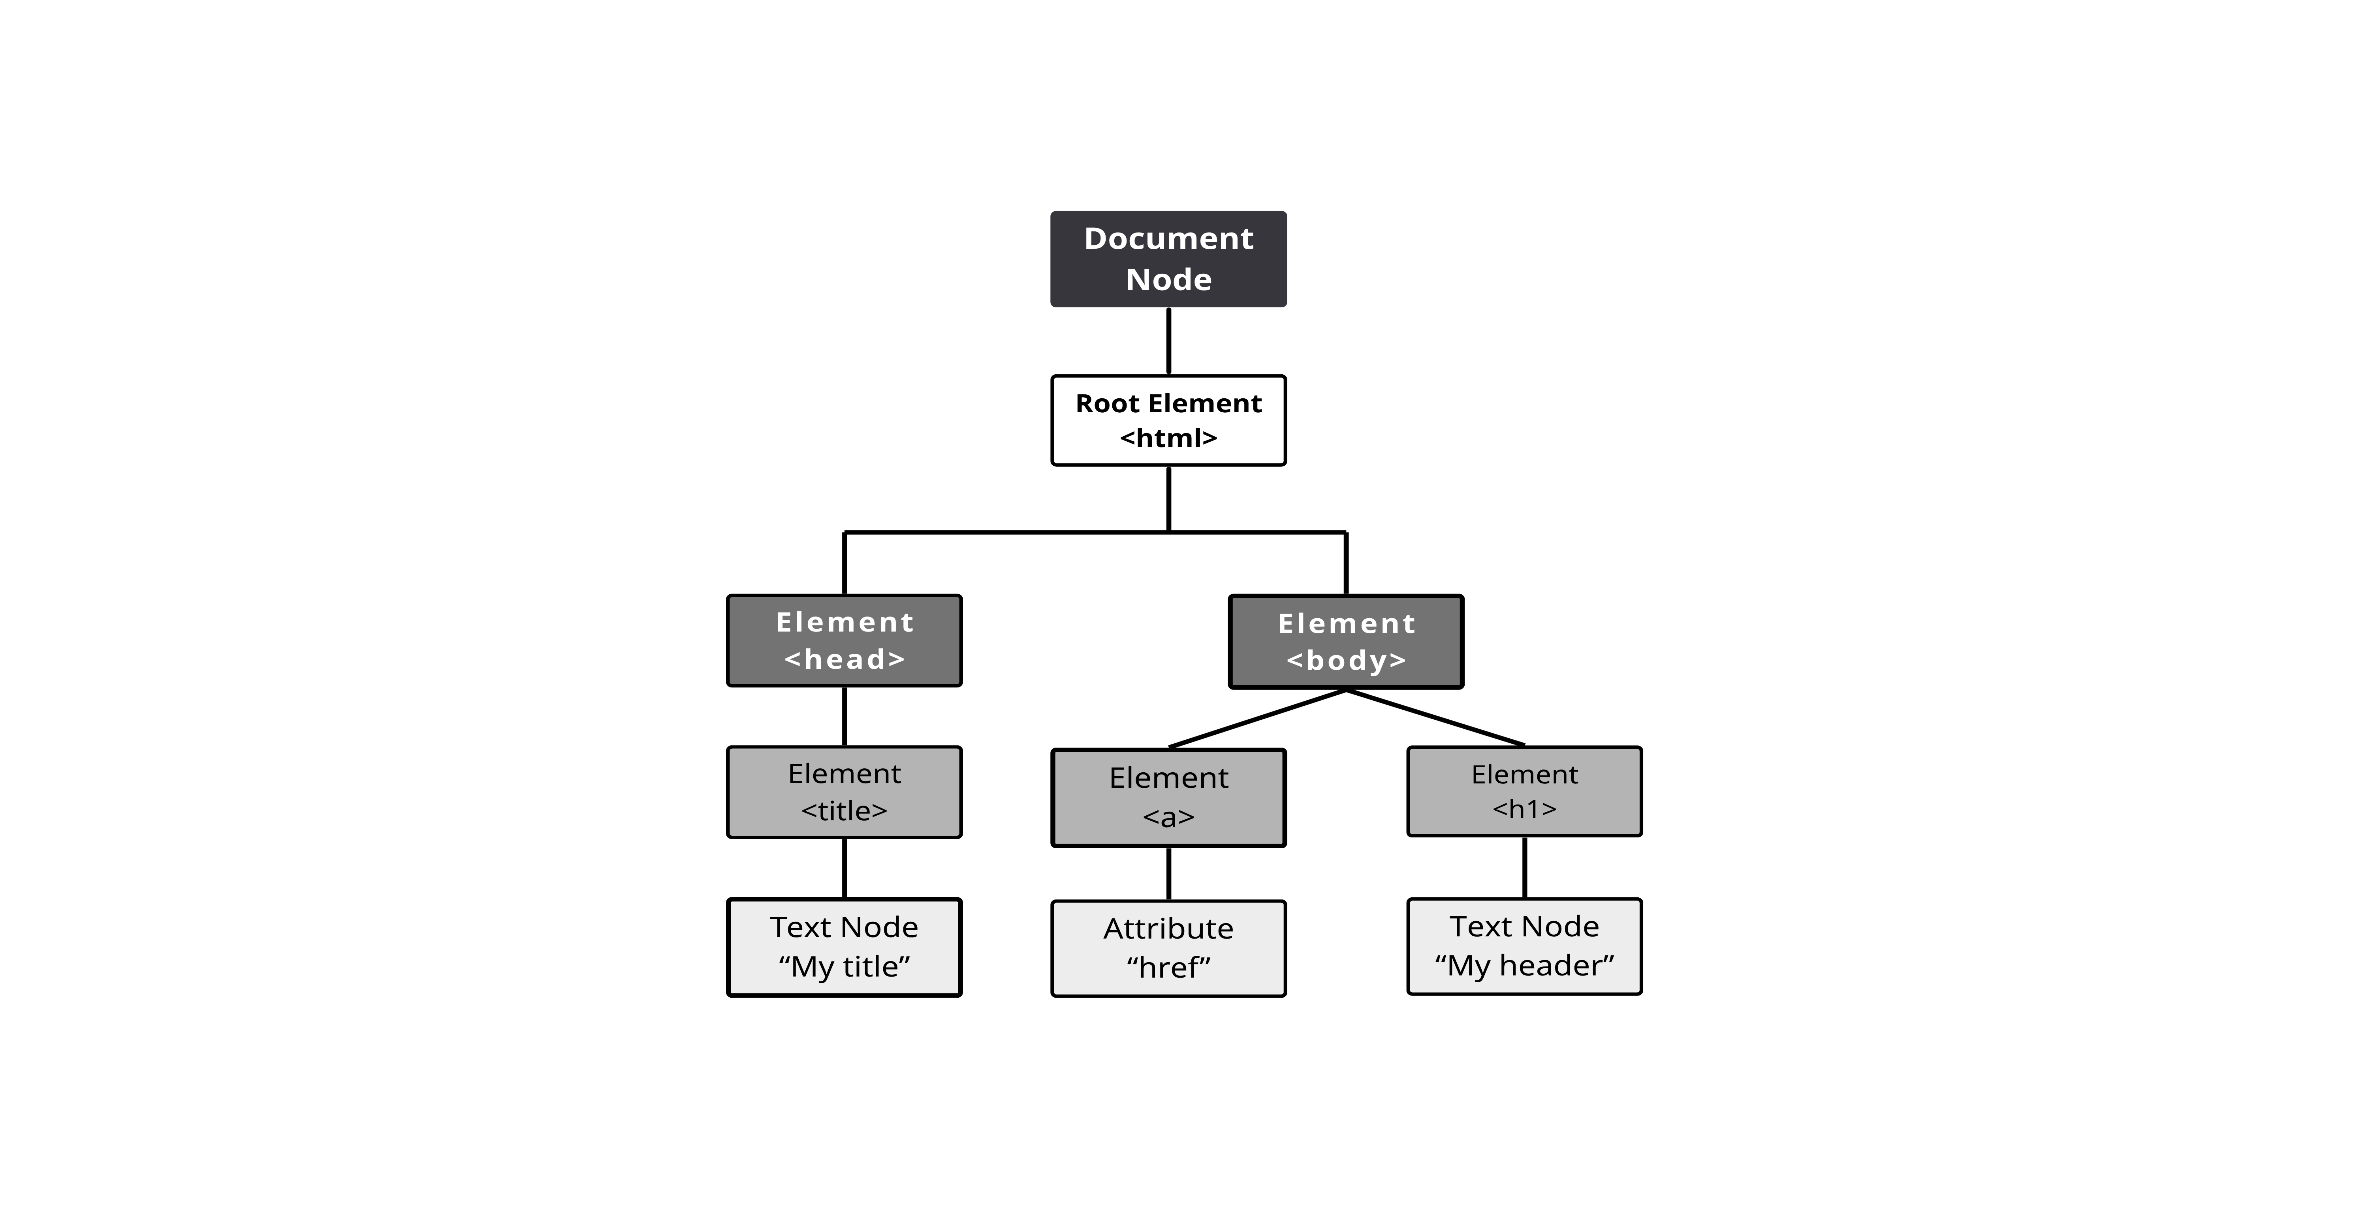 Document
Node
Root Element
<html>
Element
<head>
Element
<body>
Element
<title>
Element
<a>
Element
<h1>
Text Node
“My title”
Attribute
“href”
Text Node
“My header”